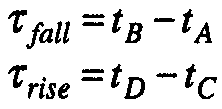 τ_fall = t_B − t_A
τ_rise = t_D − t_C